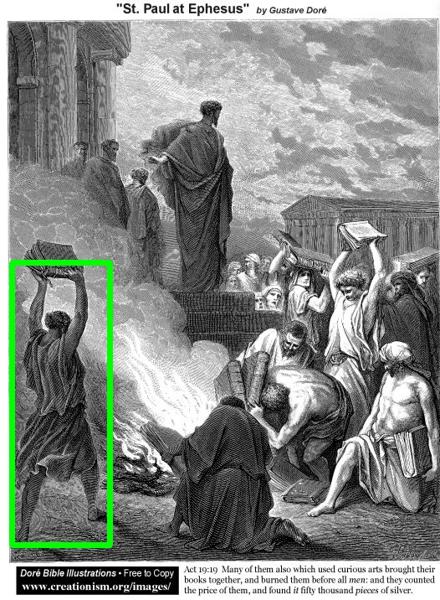 "St. Paul at Ephesus" by Gustave Doré
Doré Bible Illustrations • Free to Copy
www.creationism.org/images/
Act 19:19 Many of them also which used curious arts brought their
books together, and burned them before all men: and they counted
the price of them, and found it fifty thousand pieces of silver.